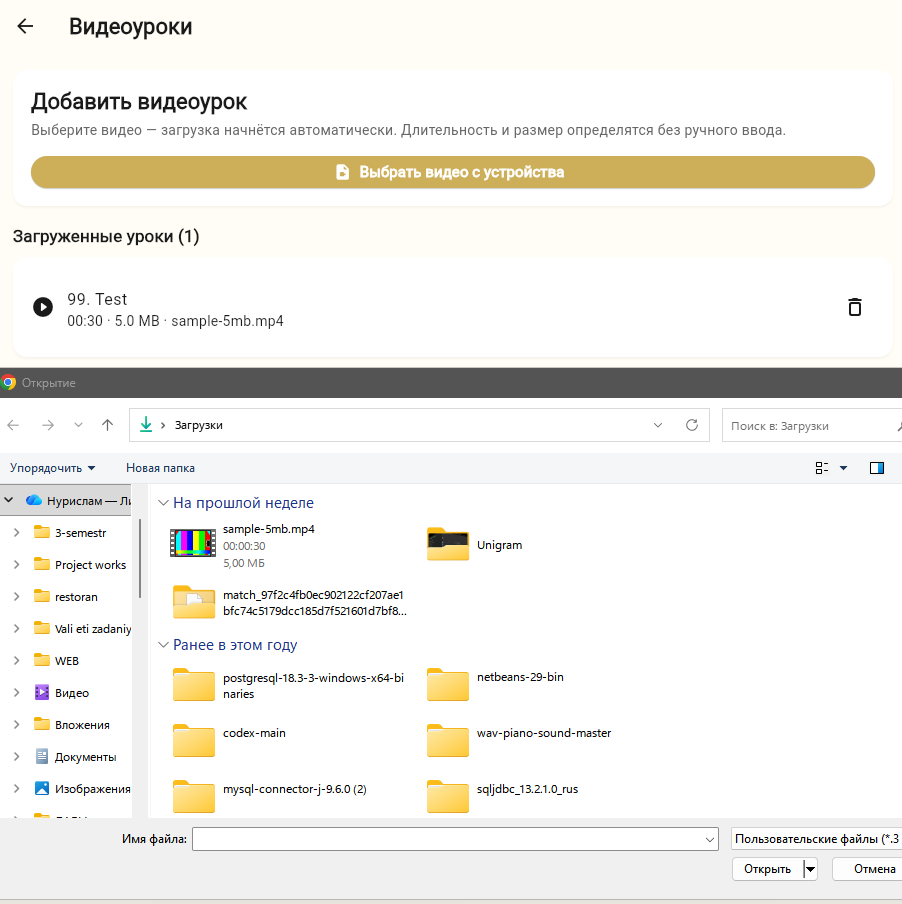 Видеоуроки
Добавить видеоурок
Выберите видео — загрузка начнётся автоматически. Длительность и размер определятся без ручного ввода.
Выбрать видео с устройства
Загруженные уроки (1)
99. Test
00:30 · 5.0 MB · sample-5mb.mp4
Открытие
Загрузки
Поиск в: Загрузки
Упорядочить
Новая папка
Нурислам — Ли
3-semestr
Project works
restoran
Vali eti zadaniy
WEB
Видео
Вложения
Документы
Изображения
На прошлой неделе
sample-5mb.mp4
00:00:30
5,00 МБ
Unigram
match_97f2c4fb0ec902122cf207ae1
bfc74c5179dcc185d7f521601d7bf8...
Ранее в этом году
postgresql-18.3-3-windows-x64-bi
naries
netbeans-29-bin
codex-main
wav-piano-sound-master
mysql-connector-j-9.6.0 (2)
sqljdbc_13.2.1.0_rus
Имя файла:
Пользовательские файлы (*.3
Открыть
Отмена